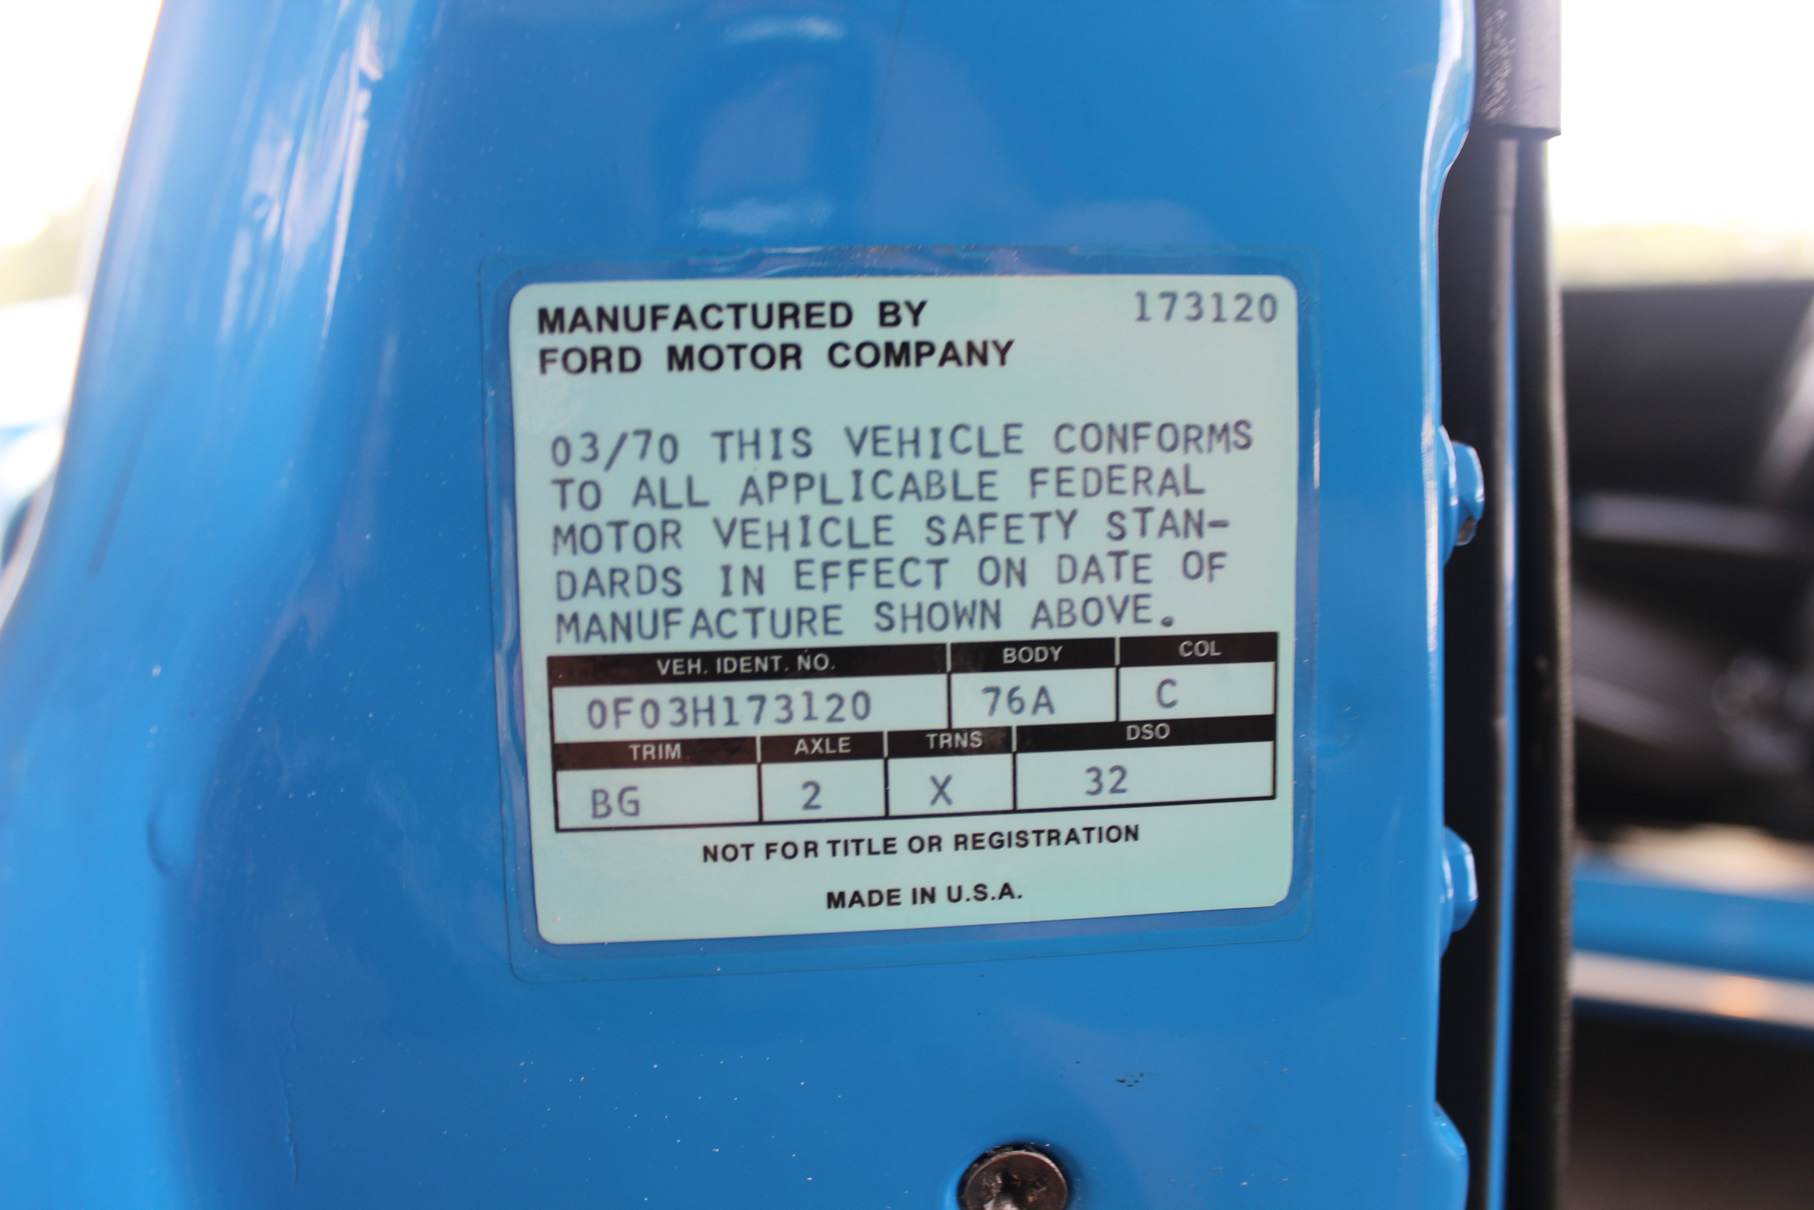 MANUFACTURED BY 173120
FORD MOTOR COMPANY
03/70 THIS VEHICLE CONFORMS
TO ALL APPLICABLE FEDERAL
MOTOR VEHICLE SAFETY STAN-
DARDS IN EFFECT ON DATE OF
MANUFACTURE SHOWN ABOVE.
VEH. IDENT. NO. BODY COL
0F03H173120 76A C
TRIM AXLE TRNS DSO
BG 2 X 32
NOT FOR TITLE OR REGISTRATION
MADE IN U.S.A.